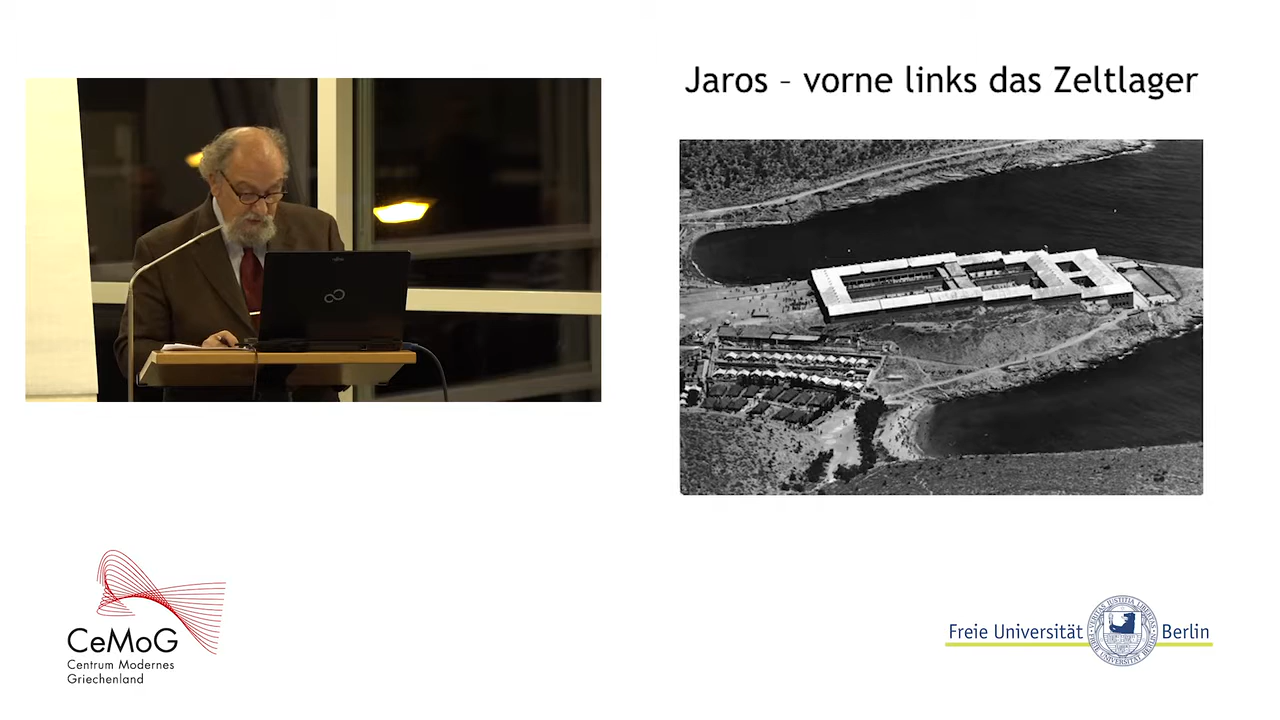 Jaros – vorne links das Zeltlager
CeMoG
Centrum Modernes
Griechenland
Freie Universität
Berlin